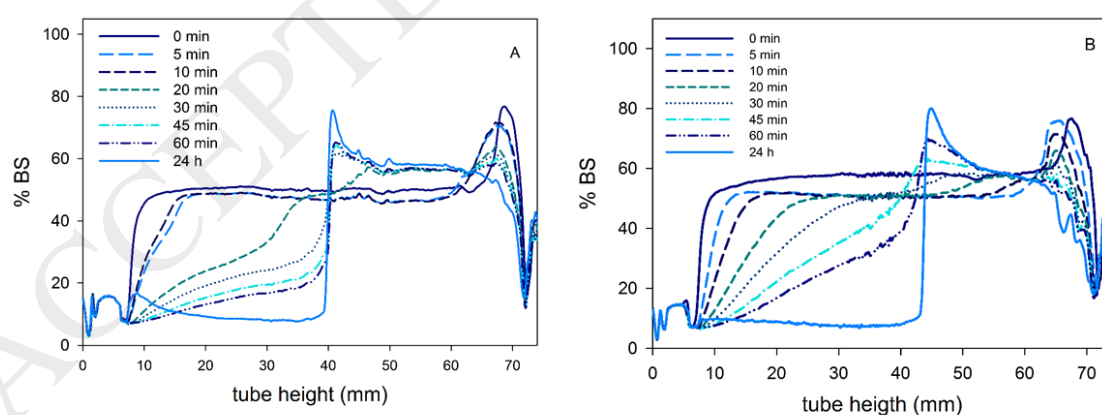 A
0 min
5 min
10 min
20 min
30 min
45 min
60 min
24 h
% BS
100
80
60
40
20
0
0 10 20 30 40 50 60 70
tube height (mm)
B
0 min
5 min
10 min
20 min
30 min
45 min
60 min
24 h
% BS
100
80
60
40
20
0
0 10 20 30 40 50 60 70
tube heigth (mm)
ACCEPTE